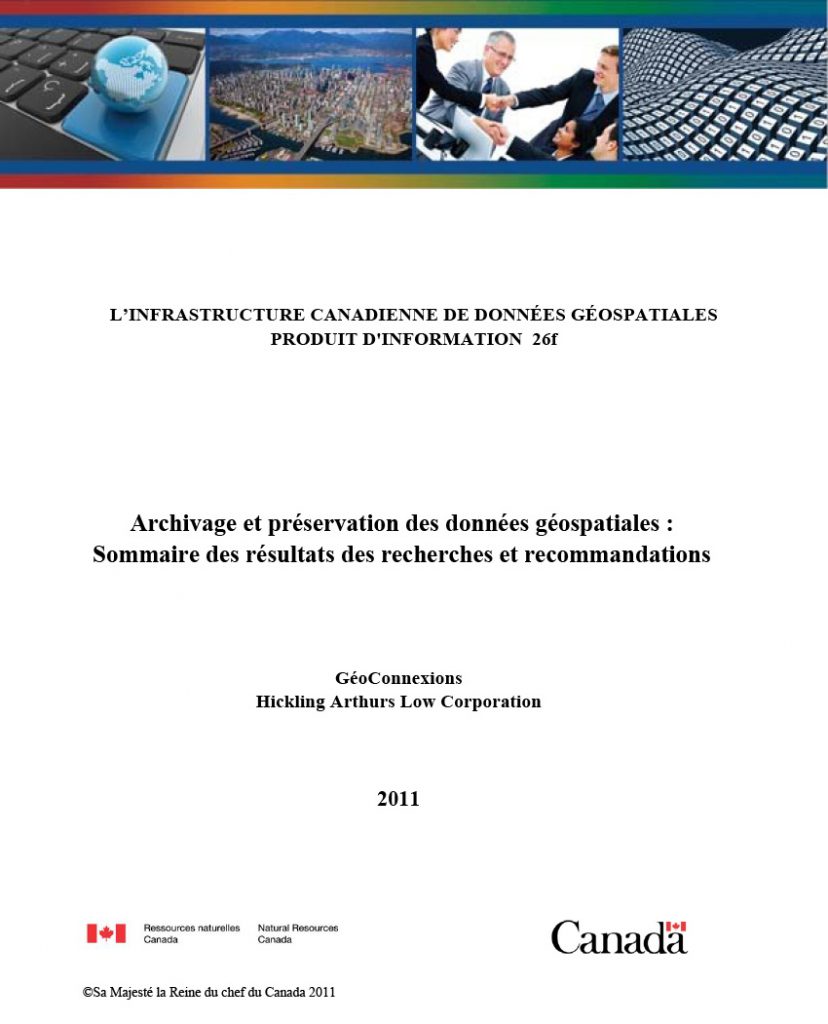 L’INFRASTRUCTURE CANADIENNE DE DONNÉES GÉOSPATIALES
PRODUIT D'INFORMATION 26f
Archivage et préservation des données géospatiales :
Sommaire des résultats des recherches et recommandations
GéoConnexions
Hickling Arthurs Low Corporation
2011
Ressources naturelles Canada
Natural Resources Canada
Canada
©Sa Majesté la Reine du chef du Canada 2011